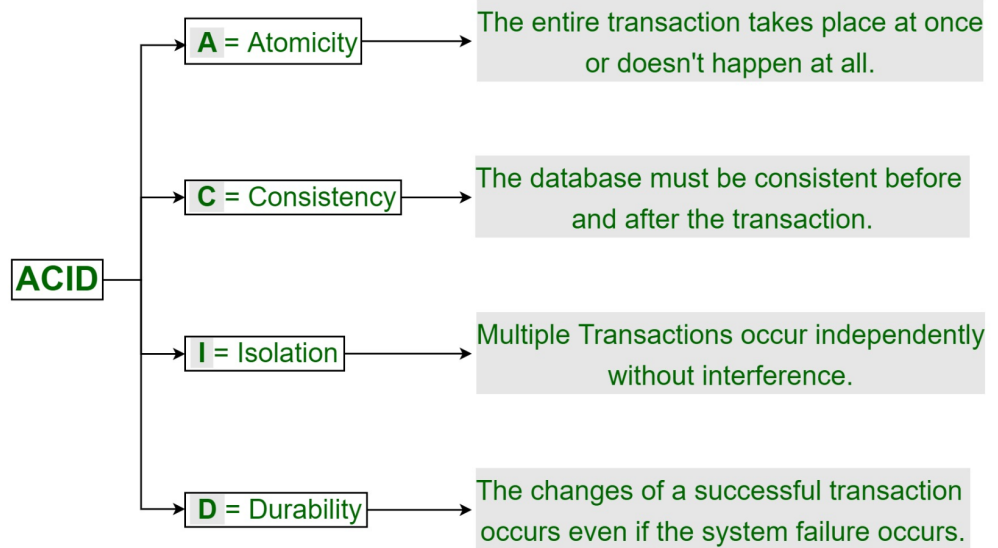 A = Atomicity
The entire transaction takes place at once
or doesn't happen at all.
C = Consistency
The database must be consistent before
and after the transaction.
ACID
I = Isolation
Multiple Transactions occur independently
without interference.
D = Durability
The changes of a successful transaction
occurs even if the system failure occurs.